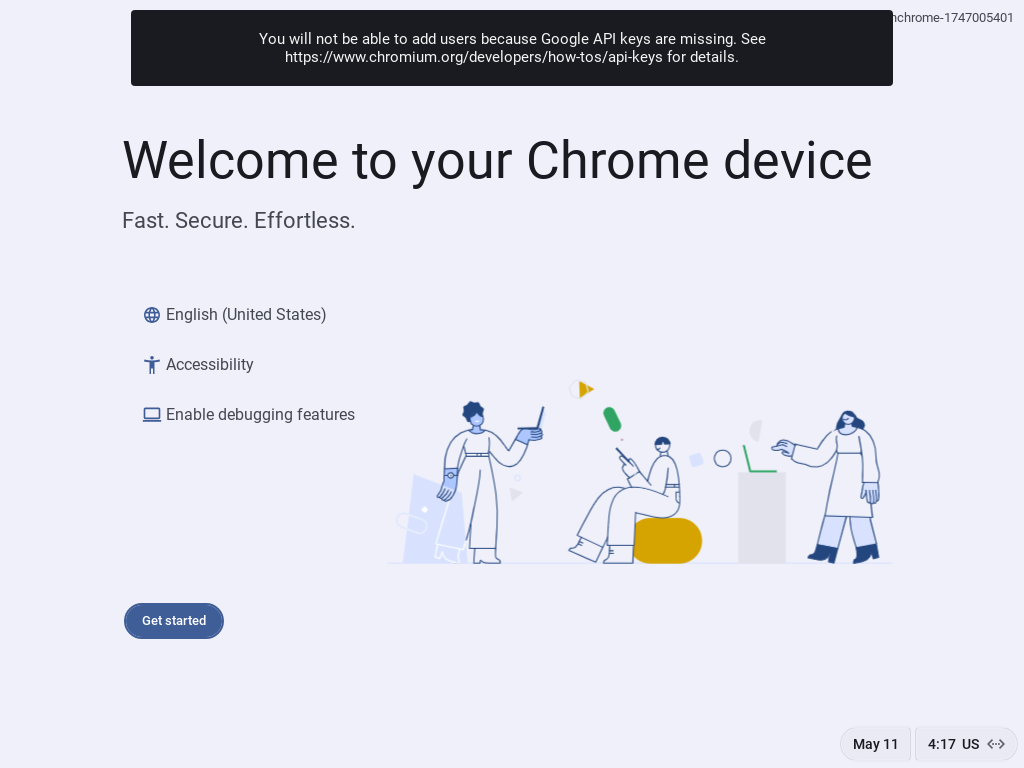 You will not be able to add users because Google API keys are missing. See
https://www.chromium.org/developers/how-tos/api-keys for details.
Welcome to your Chrome device
Fast. Secure. Effortless.
English (United States)
Accessibility
Enable debugging features
Get started
May 11
4:17 US